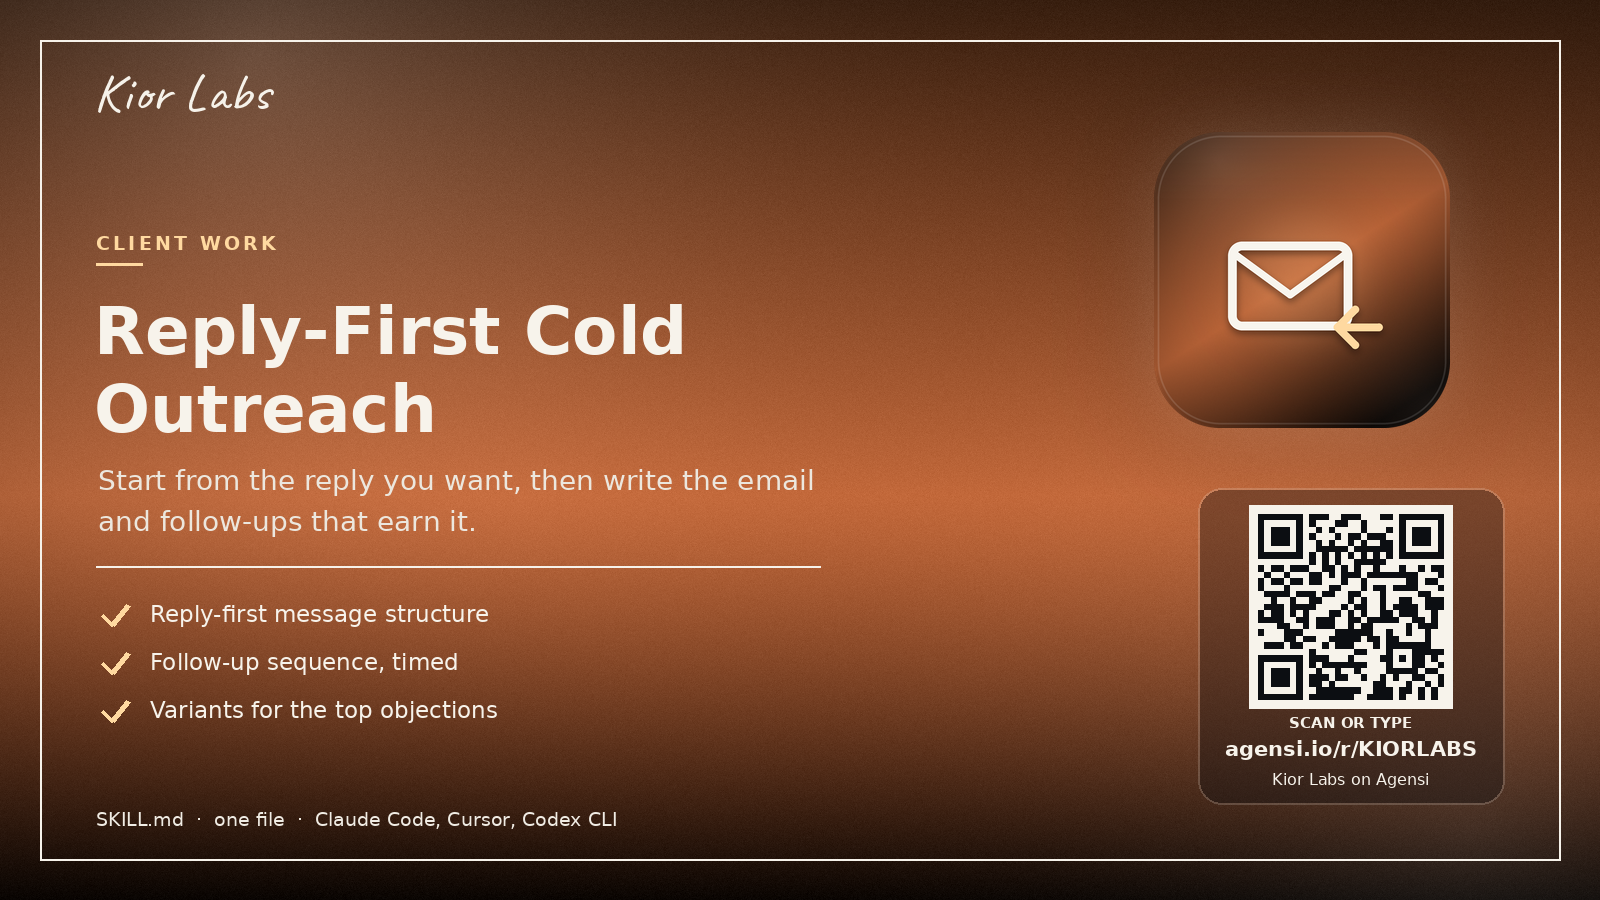 Kior Labs
CLIENT WORK
Reply-First Cold
Outreach
Start from the reply you want, then write the email
and follow-ups that earn it.
Reply-first message structure
Follow-up sequence, timed
Variants for the top objections
SKILL.md · one file · Claude Code, Cursor, Codex CLI
SCAN OR TYPE
agensi.io/r/KIORLABS
Kior Labs on Agensi